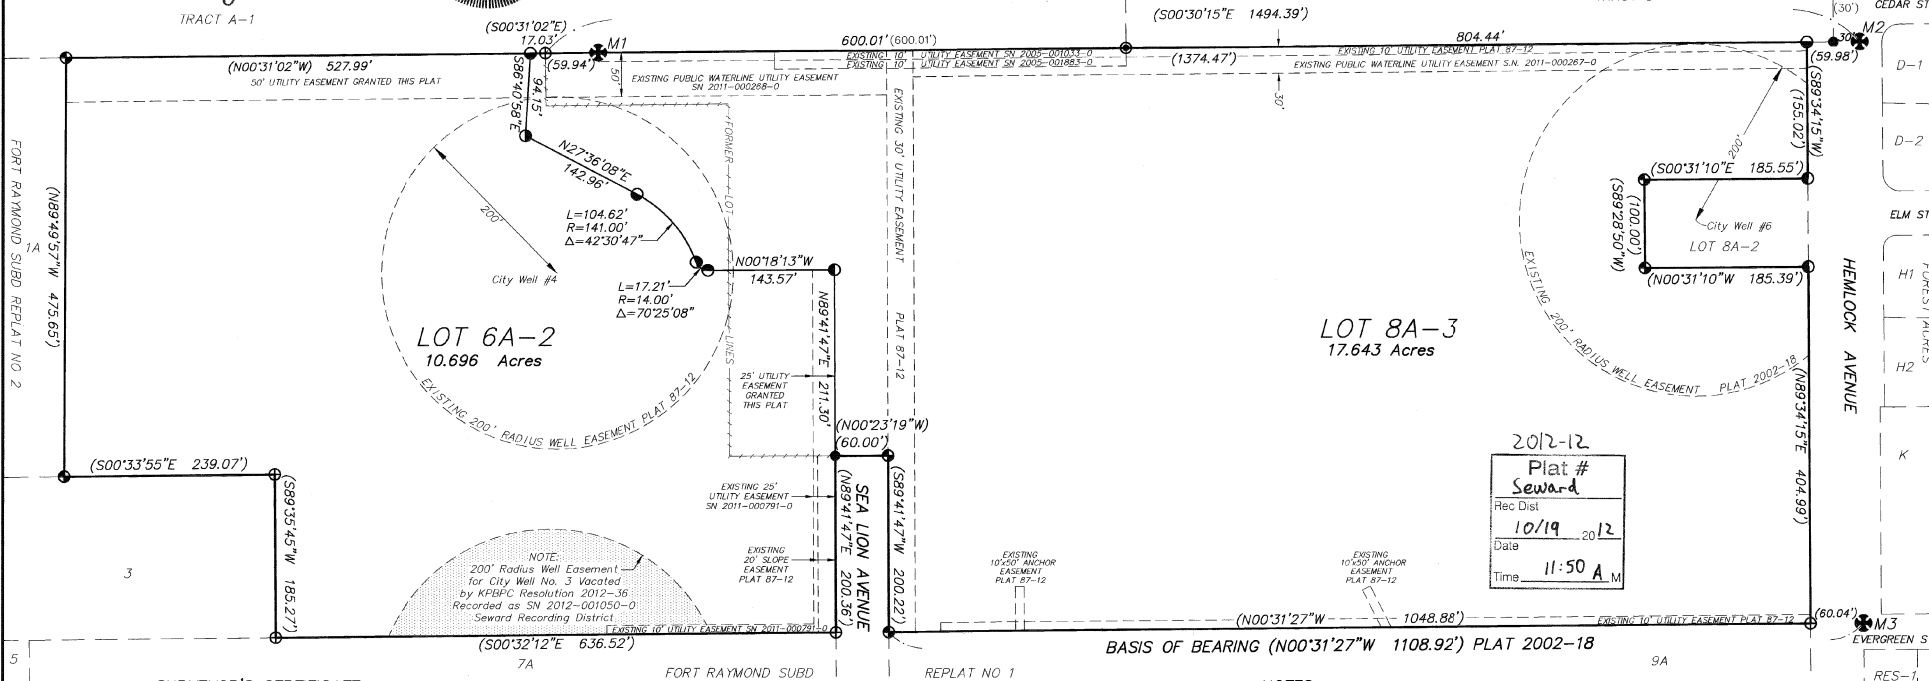 TRACT A-1
(S00°31'02"E)
17.03'
M1
(S00°30'15"E 1494.39')
(30')
CEDAR ST
M2
30'
600.01' (600.01')
804.44'
(N00°31'02"W) 527.99'
50' UTILITY EASEMENT GRANTED THIS PLAT
S86°40'58"E
94.15'
(59.94')
50'
EXISTING PUBLIC WATERLINE UTILITY EASEMENT
SN 2011-000268-0
EXISTING 10' UTILITY EASEMENT SN 2005-001033-0
EXISTING 10' UTILITY EASEMENT SN 2005-001883-0
(1374.47')
EXISTING 10' UTILITY EASEMENT PLAT 87-12
EXISTING PUBLIC WATERLINE UTILITY EASEMENT S.N. 2011-000267-0
30'
(59.98')
D-1
D-2
(S89°34'15"W)
(155.02')
200'
(S00°31'10"E 185.55')
(S89°28'50"W)
(100.00')
City Well #6
LOT 8A-2
(N00°31'10"W 185.39')
ELM ST
FORT RAYMOND SUBD REPLAT NO 2
1A
(N89°49'57"W 475.65')
N27°36'08"E
142.96'
200'
City Well #4
L=104.62'
R=141.00'
Δ=42°30'47"
L=17.21'
R=14.00'
Δ=70°25'08"
N00°18'13"W
143.57'
FORMER LOT LINES
EXISTING 30' UTILITY EASEMENT PLAT 87-12
LOT 6A-2
10.696 Acres
EXISTING 200' RADIUS WELL EASEMENT PLAT 87-12
25' UTILITY
EASEMENT
GRANTED
THIS PLAT
N89°41'47"E 211.30'
(N00°23'19"W)
(60.00')
LOT 8A-3
17.643 Acres
EXISTING 200' RADIUS WELL EASEMENT PLAT 2002-18
HEMLOCK AVENUE
H1
H2
K
FOREST ACRES
(N89°34'15"E 404.99')
(S00°33'55"E 239.07')
(S89°35'45"W 185.27')
3
EXISTING 25'
UTILITY EASEMENT
SN 2011-000791-0
EXISTING
20' SLOPE
EASEMENT
PLAT 87-12
(N89°41'47"E 200.36')
SEA LION AVENUE
(S89°41'47"W 200.22')
NOTE:
200' Radius Well Easement
for City Well No. 3 Vacated
by KPBPC Resolution 2012-36
Recorded as SN 2012-001050-0
Seward Recording District
EXISTING 10' UTILITY EASEMENT SN 2011-000791-0
EXISTING
10'x50' ANCHOR
EASEMENT
PLAT 87-12
EXISTING
10'x50' ANCHOR
EASEMENT
PLAT 87-12
2012-12
Plat #
Seward
Rec Dist
10/19 2012
Date
11:50 A M
Time
(S00°32'12"E 636.52')
(N00°31'27"W 1048.88')
EXISTING 10' UTILITY EASEMENT PLAT 87-12
(60.04')
M3
EVERGREEN S
BASIS OF BEARING (N00°31'27"W 1108.92') PLAT 2002-18
5
7A
FORT RAYMOND SUBD
REPLAT NO 1
9A
RES-1